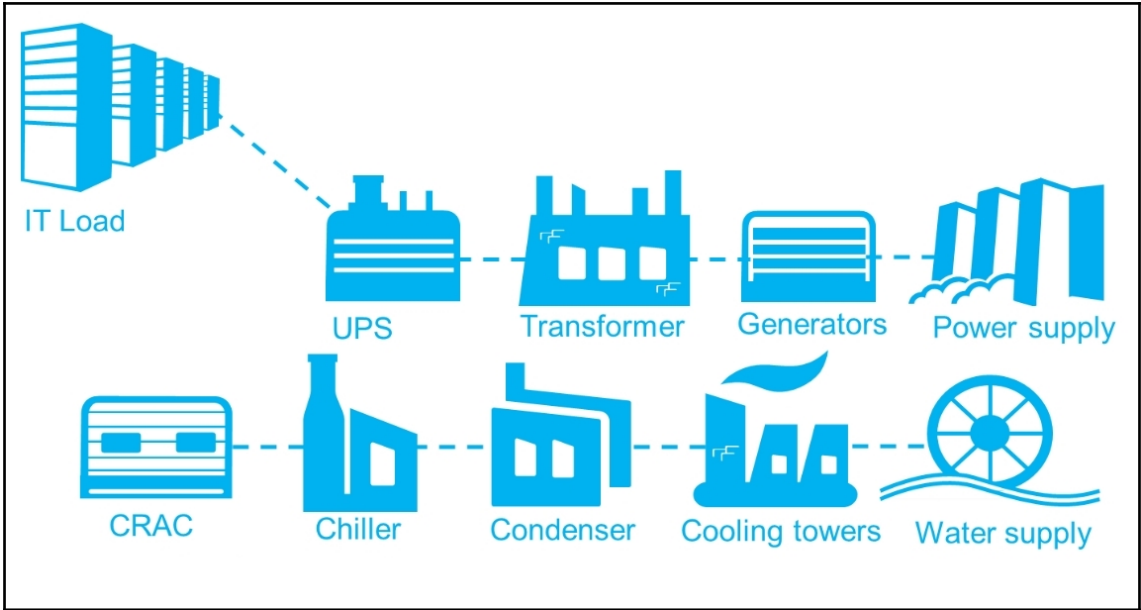 IT Load
UPS
Transformer
Generators
Power supply
CRAC
Chiller
Condenser
Cooling towers
Water supply